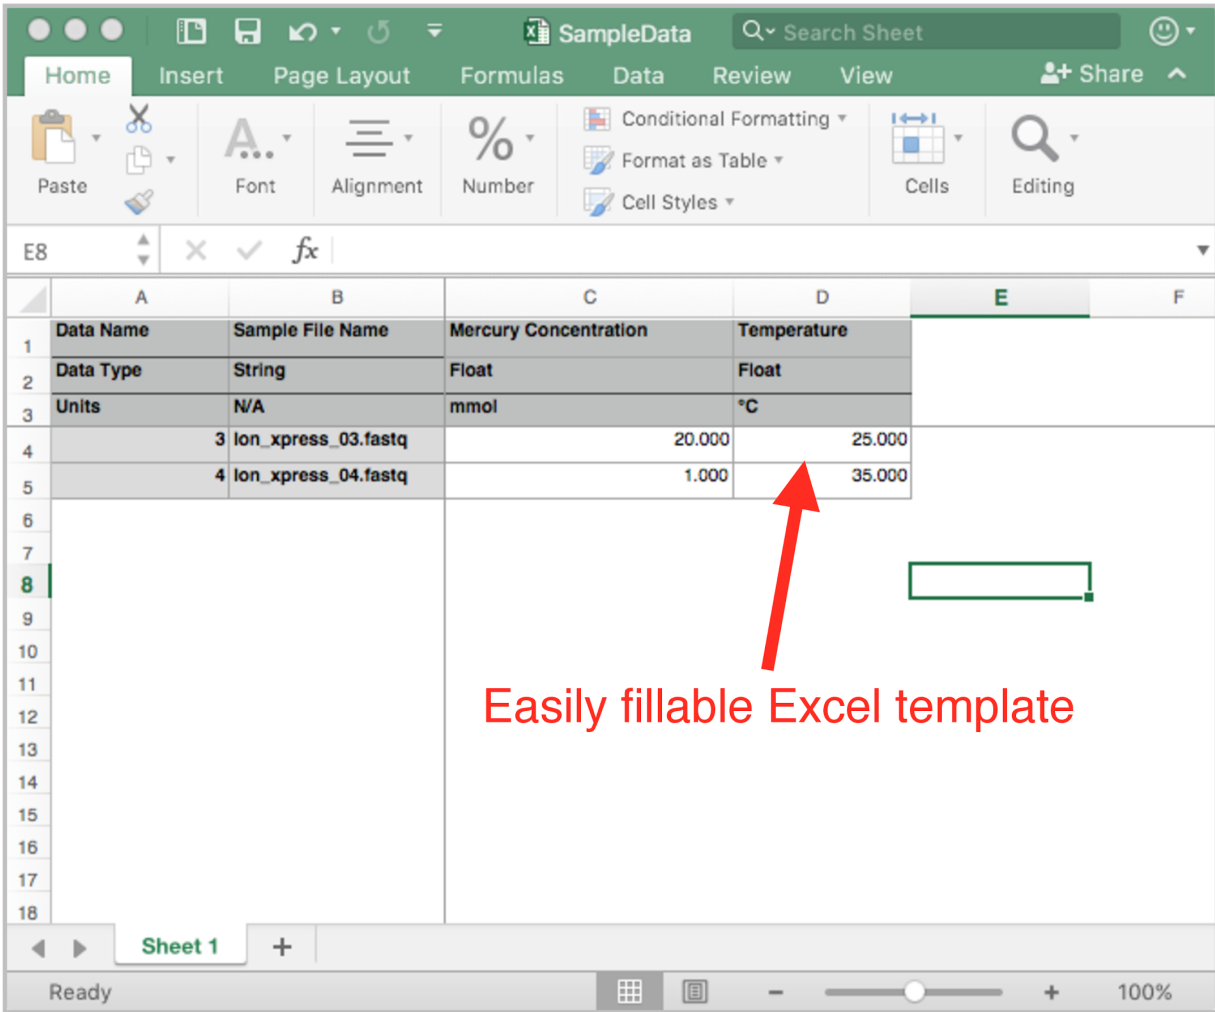 SampleData
Search Sheet
Home Insert Page Layout Formulas Data Review View Share
Paste
A...
Font
Alignment
%
Number
Conditional Formatting
Format as Table
Cell Styles
Cells
Editing
E8 fx
A B C D E F
1 Data Name Sample File Name Mercury Concentration Temperature
2 Data Type String Float Float
3 Units N/A mmol °C
4 3 Ion_xpress_03.fastq 20.000 25.000
5 4 Ion_xpress_04.fastq 1.000 35.000
6
7
8
9
10
11
Easily fillable Excel template
12
13
14
15
16
17
18
Sheet 1 +
Ready − + 100%